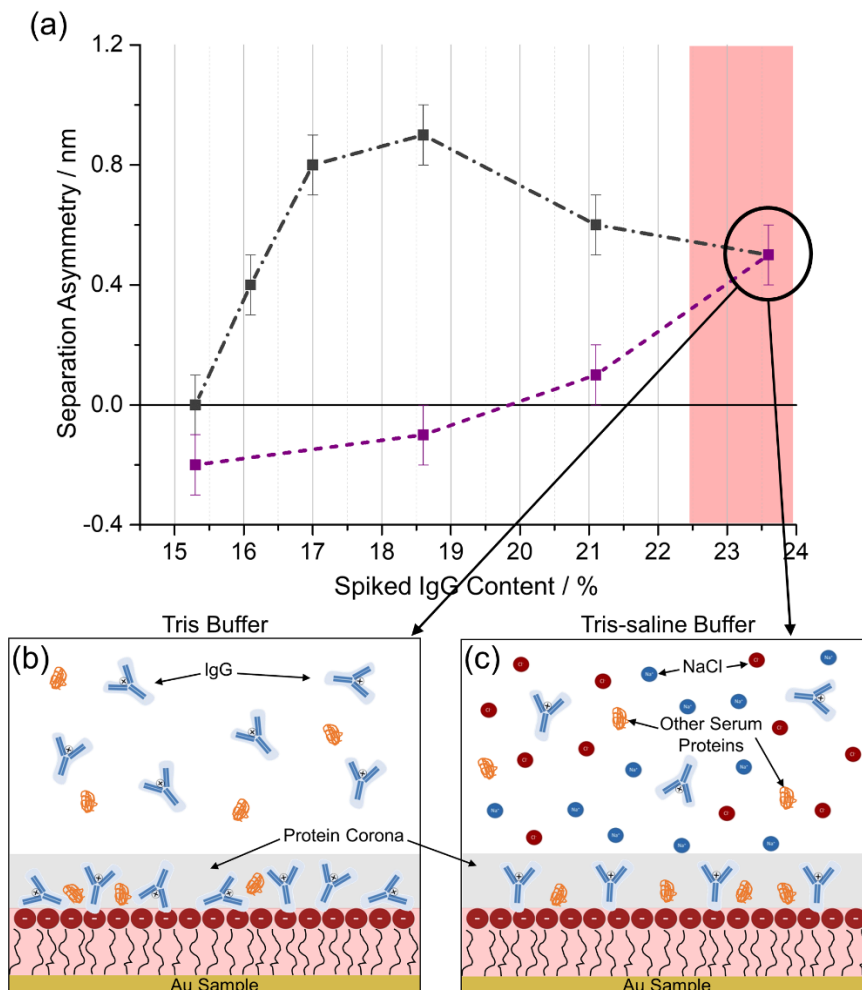 (a)
1.2
0.8
0.4
0.0
-0.4
Separation Asymmetry / nm
15 16 17 18 19 20 21 22 23 24
Spiked IgG Content / %
Tris Buffer
(b)
IgG
Protein Corona
- - - - - - - - - - - - - - - -
Au Sample
Tris-saline Buffer
(c)
NaCl
Cl⁻
Na⁺
Other Serum
Proteins
- - - - - - - - - - - - - - - -
Au Sample